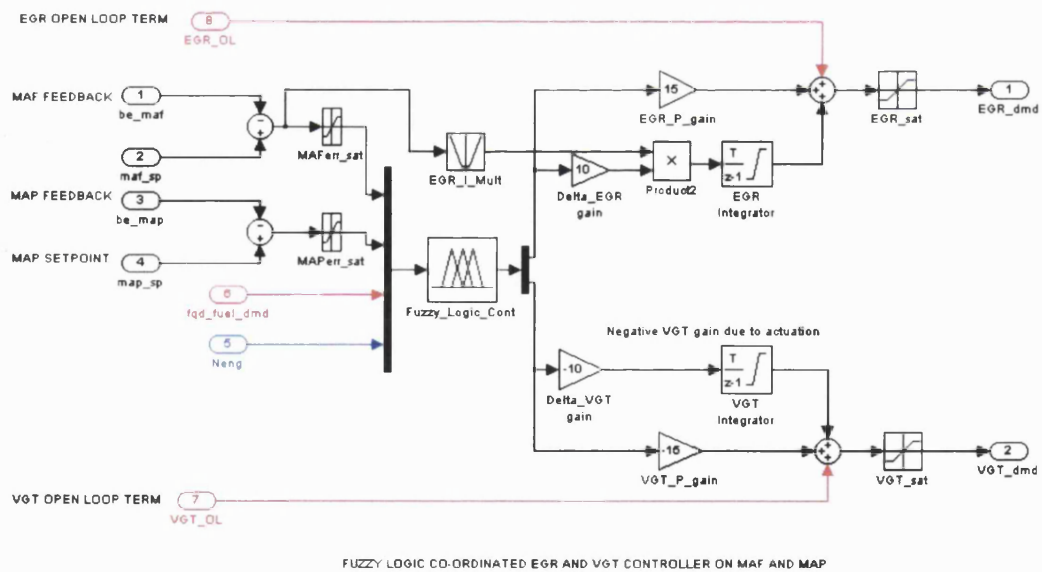 EGR OPEN LOOP TERM
8
EGR_OL
MAF FEEDBACK
1
be_maf
2
maf_sp
MAFerr_sat
MAP FEEDBACK
3
be_map
MAP SETPOINT
4
map_sp
MAPerr_sat
6
fqd_fuel_dmd
5
Neng
EGR_I_Mult
Fuzzy_Logic_Cont
15
EGR_P_gain
10
Delta_EGR
gain
×
Product2
T
z-1
EGR
Integrator
EGR_sat
1
EGR_dmd
Negative VGT gain due to actuation
-10
Delta_VGT
gain
T
z-1
VGT
Integrator
-15
VGT_P_gain
VGT_sat
2
VGT_dmd
VGT OPEN LOOP TERM
7
VGT_OL
FUZZY LOGIC CO-ORDINATED EGR AND VGT CONTROLLER ON MAF AND MAP